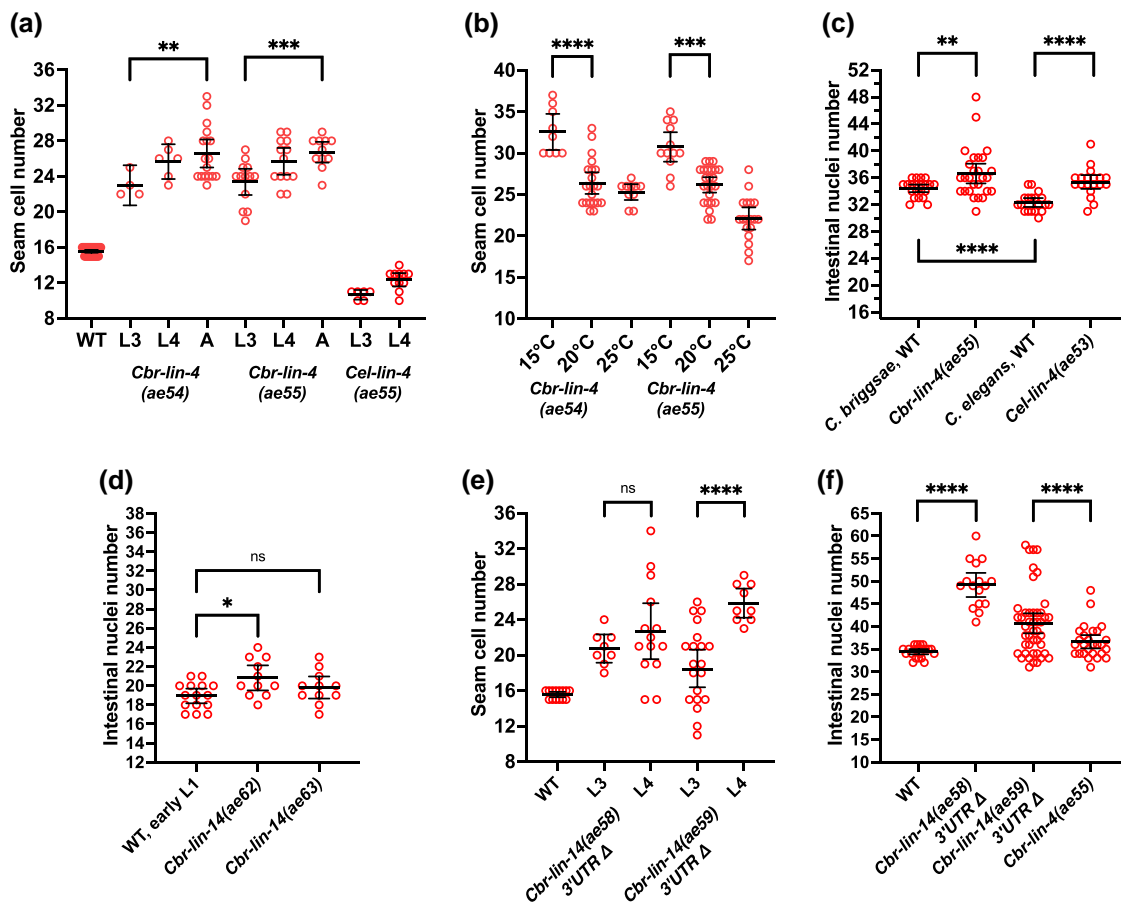 (a)
** ***
Seam cell number
36
32
28
24
20
16
12
8
WT L3 L4 A L3 L4 A L3 L4
Cbr-lin-4 Cbr-lin-4 Cel-lin-4
(ae54) (ae55) (ae55)
(b)
**** ***
Seam cell number
40
35
30
25
20
15
10
15°C 20°C 25°C 15°C 20°C 25°C
Cbr-lin-4 Cbr-lin-4
(ae54) (ae55)
(c)
** ****
****
Intestinal nuclei number
52
48
44
40
36
32
28
24
20
16
C. briggsae, WT
Cbr-lin-4(ae55)
C. elegans, WT
Cel-lin-4(ae53)
(d)
ns
*
Intestinal nuclei number
38
36
34
32
30
28
26
24
22
20
18
16
14
12
WT, early L1
Cbr-lin-14(ae62)
Cbr-lin-14(ae63)
(e)
ns ****
Seam cell number
36
32
28
24
20
16
12
8
WT L3 L4 L3 L4
Cbr-lin-14(ae58)
3'UTR Δ
Cbr-lin-14(ae59)
3'UTR Δ
(f)
**** ****
Intestinal nuclei number
65
60
55
50
45
40
35
30
25
20
15
10
WT
Cbr-lin-14(ae58)
3'UTR Δ
Cbr-lin-14(ae59)
3'UTR Δ
Cbr-lin-4(ae55)